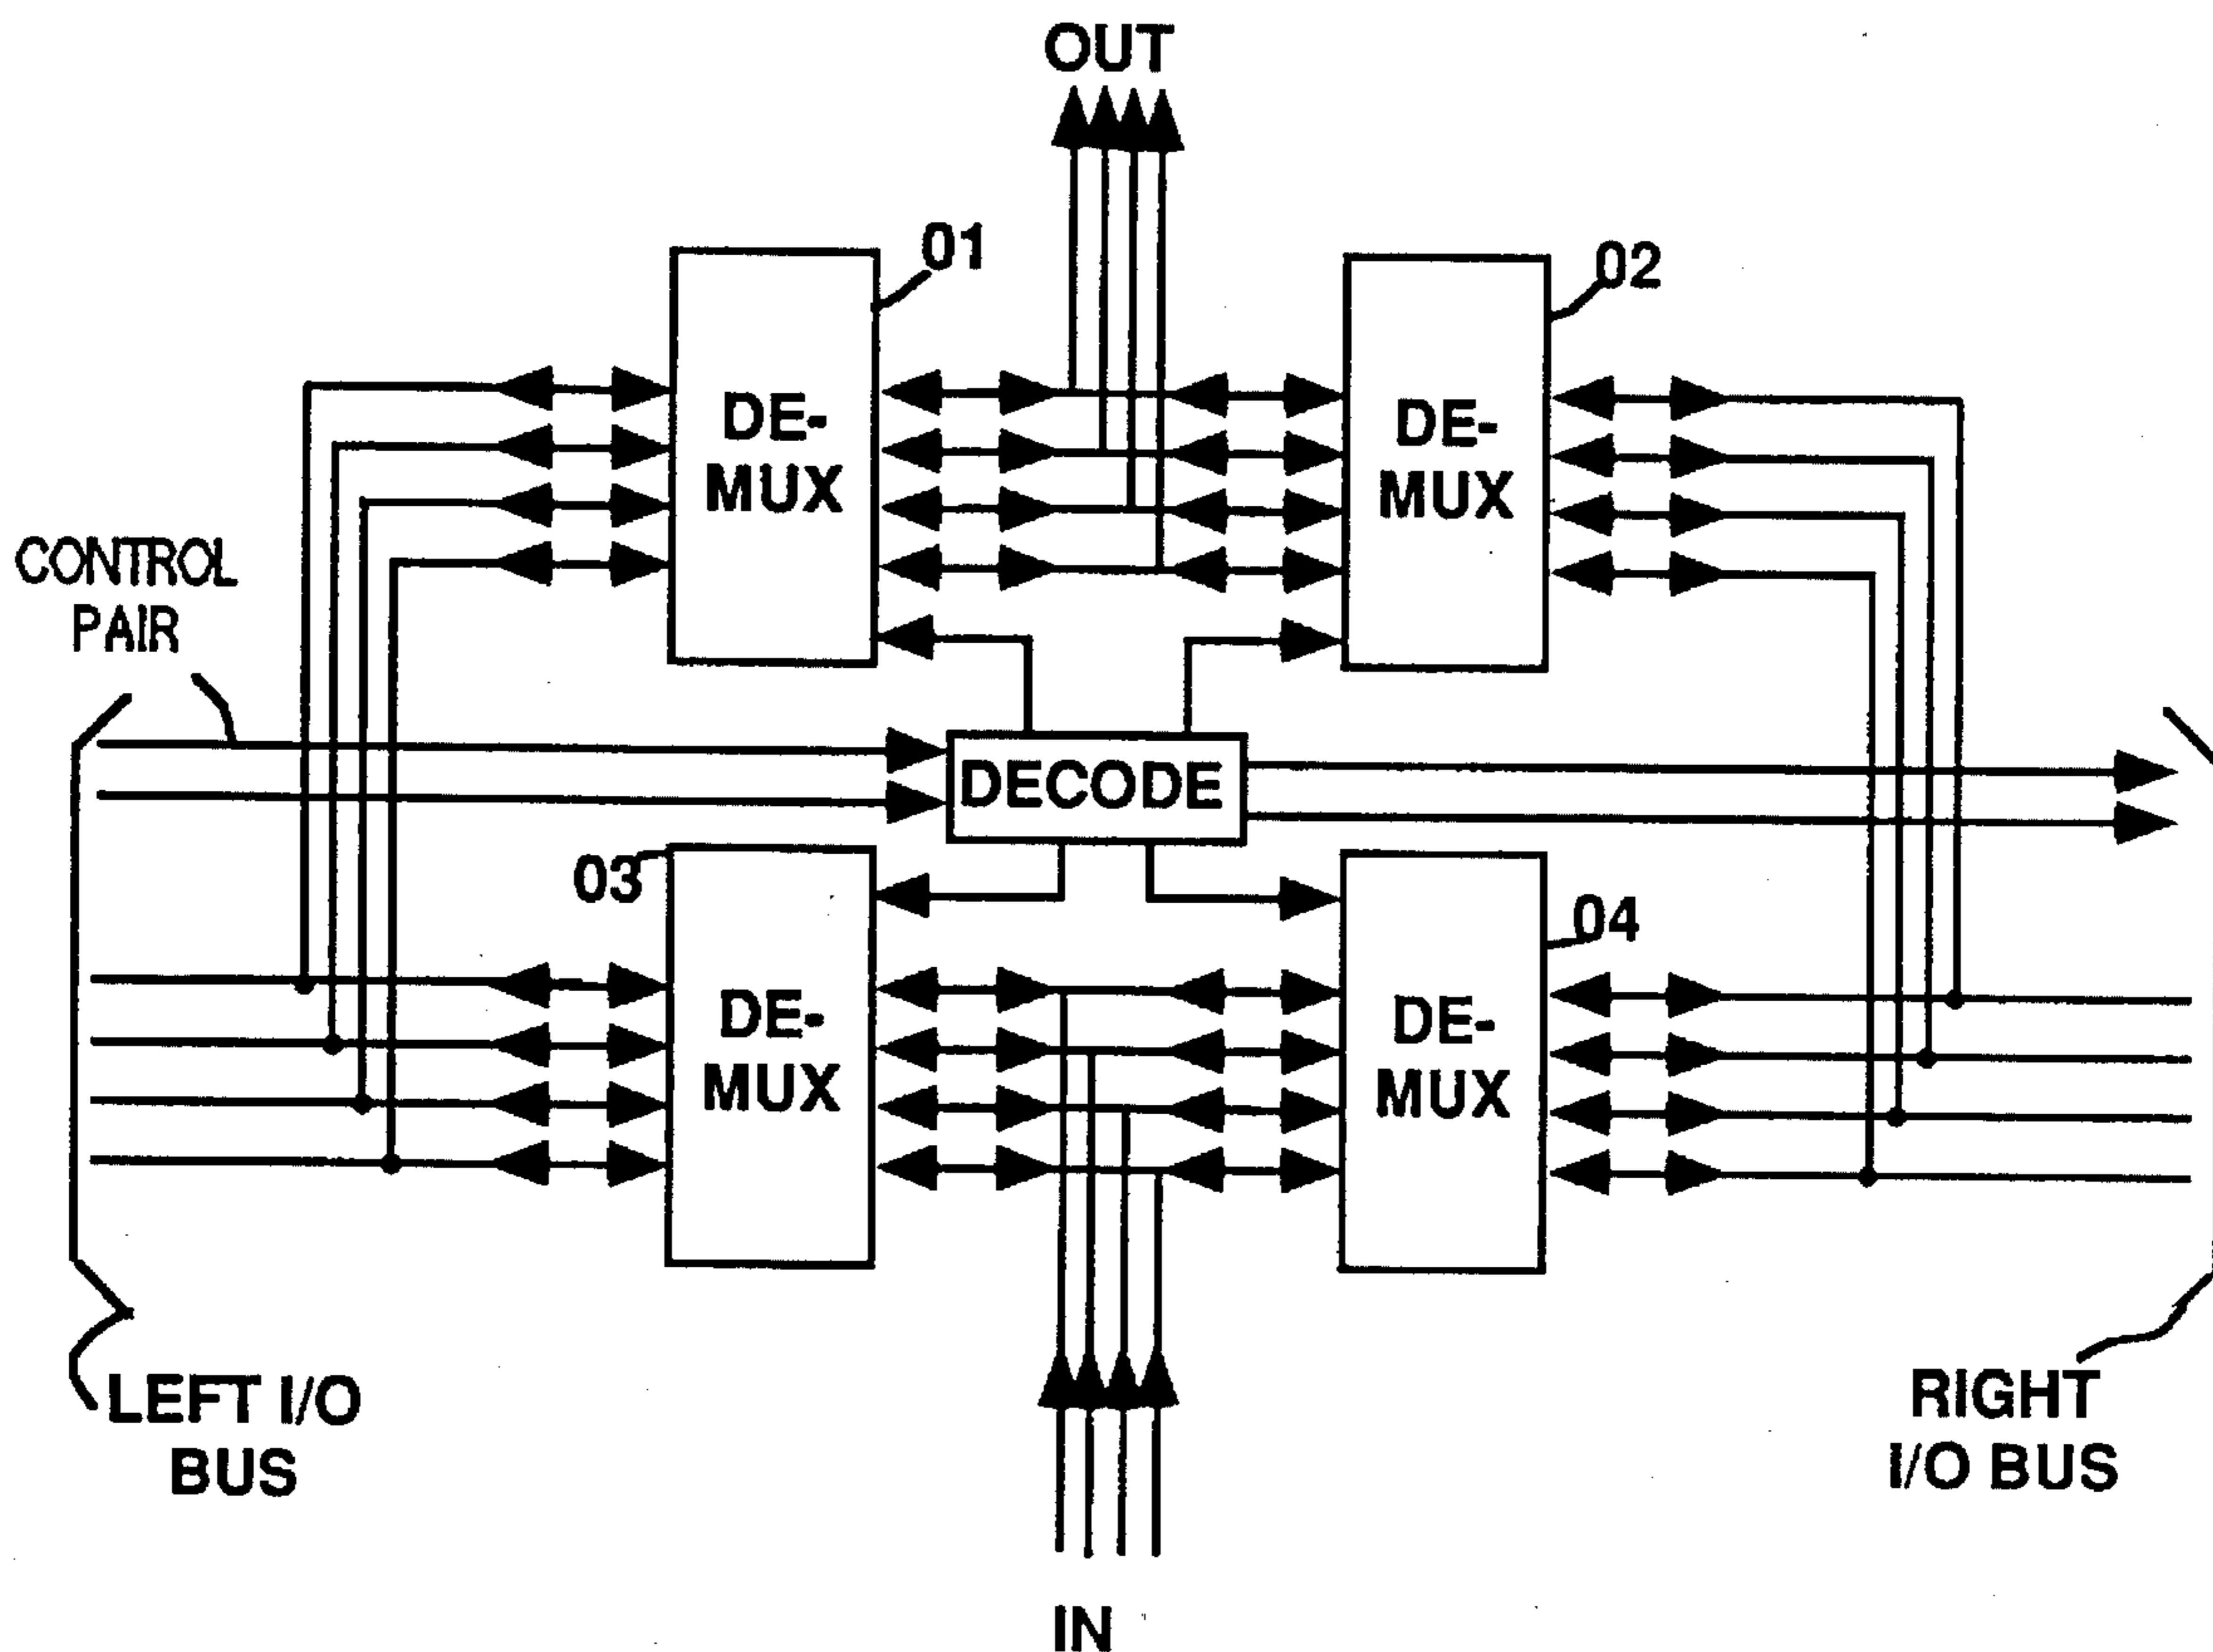 OUT
01
02
DE-
MUX
DE-
MUX
CONTROL
PAIR
DECODE
03
04
DE-
MUX
DE-
MUX
LEFT I/O
BUS
RIGHT
I/O BUS
IN